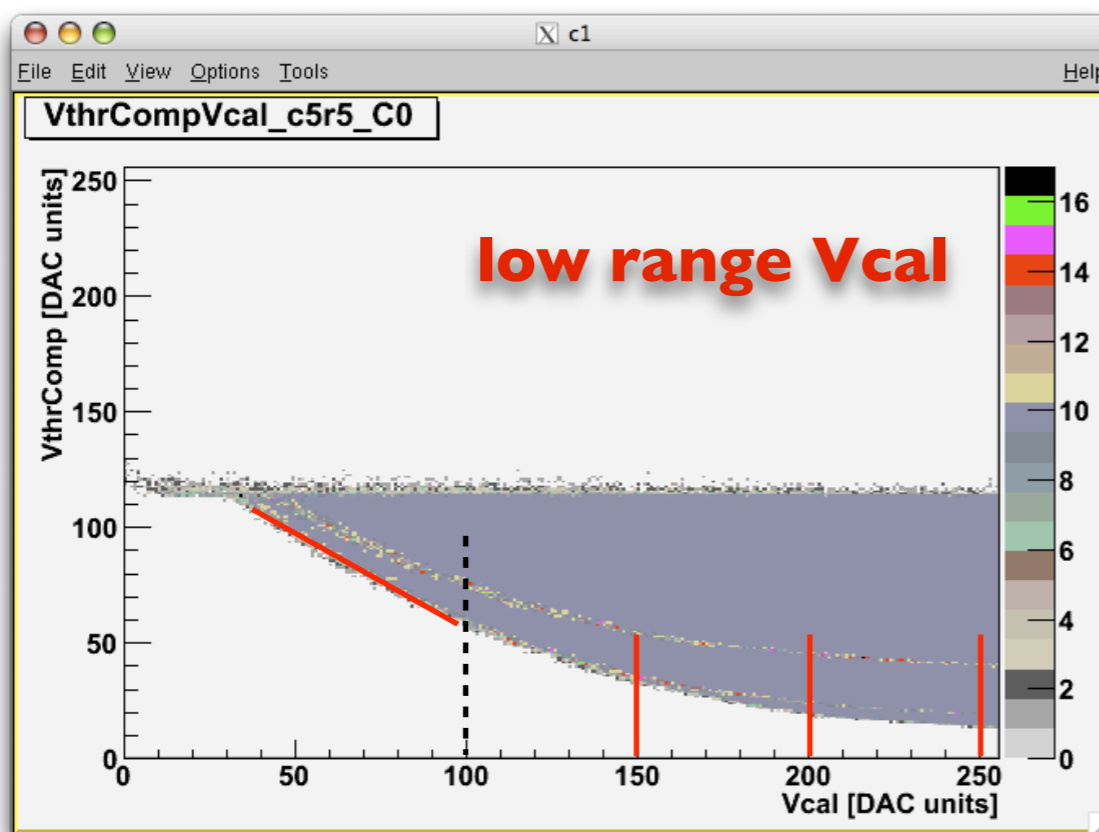 c1
File Edit View Options Tools Help
VthrCompVcal_c5r5_C0
VthrComp [DAC units]
250
200
150
100
50
0
low range Vcal
16
14
12
10
8
6
4
2
0
0 50 100 150 200 250
Vcal [DAC units]